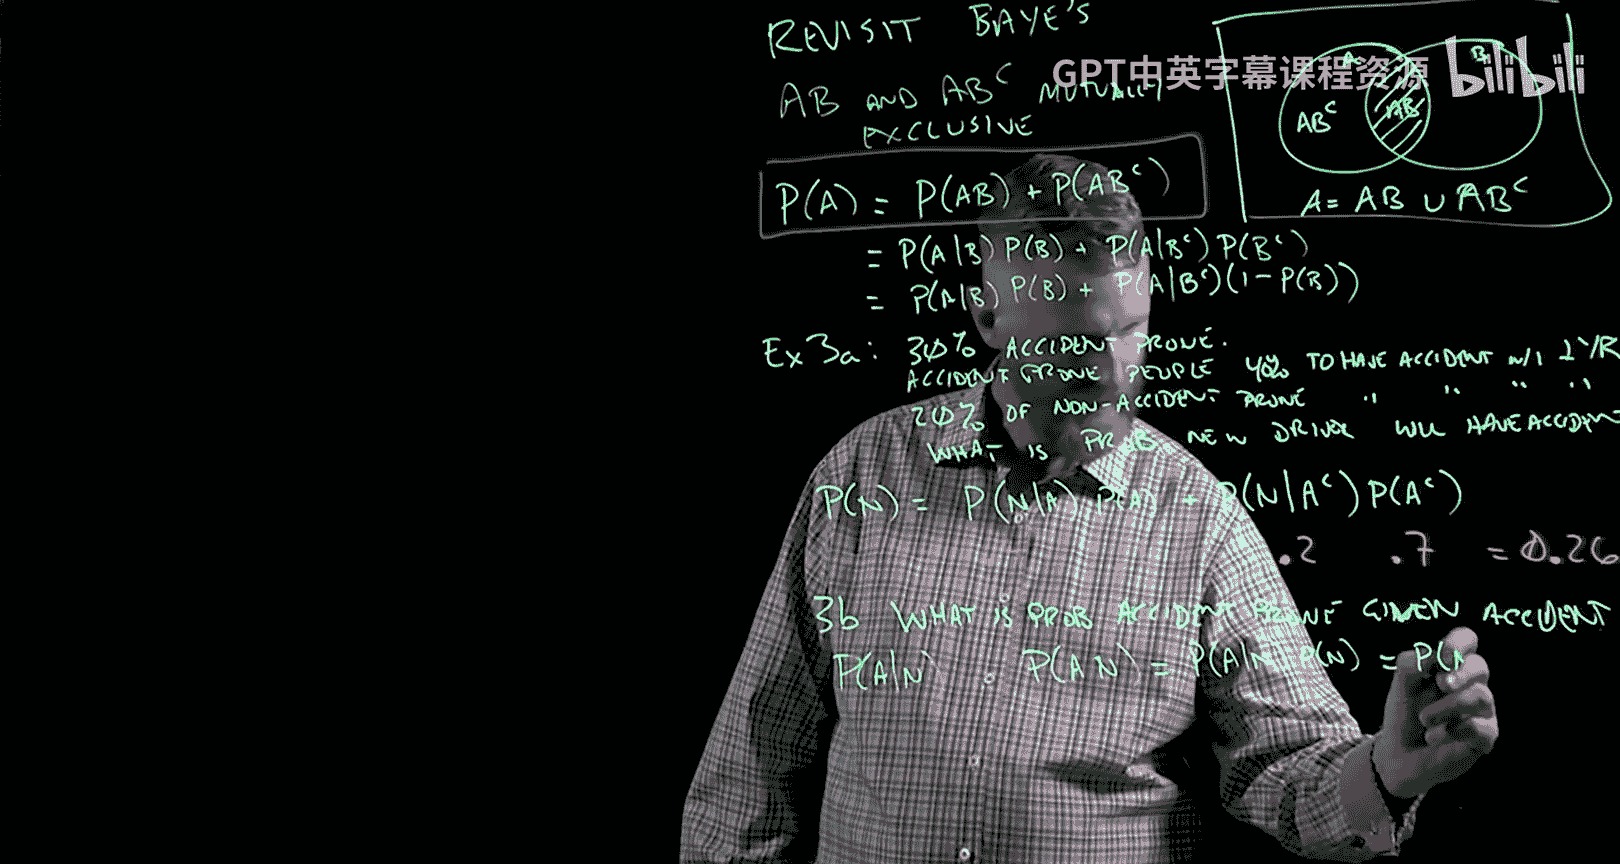 REVISIT BAYE'S
AB AND AB^C MUTUALLY
EXCLUSIVE
GPT中英字幕课程资源 bilibili
A B
AB^C AB
A = AB ∪ AB^C
P(A) = P(AB) + P(AB^C)
= P(A|B) P(B) + P(A|B^C) P(B^C)
= P(A|B) P(B) + P(A|B^C)(1 - P(B))
Ex 3a: 30% ACCIDENT PRONE.
ACCIDENT PRONE PEOPLE 40% TO HAVE ACCIDENT W/I 1 YR
20% OF NON-ACCIDENT PRONE " " " "
WHAT IS PROB NEW DRIVER WILL HAVE ACCIDEN
P(N) = P(N|A) P(A) + P(N|A^C) P(A^C)
.2 .7 = 0.26
3b WHAT IS PROB ACCIDENT PRONE GIVEN ACCIDENT
P(A|N) P(AN) = P(A|N) P(N) = P(N